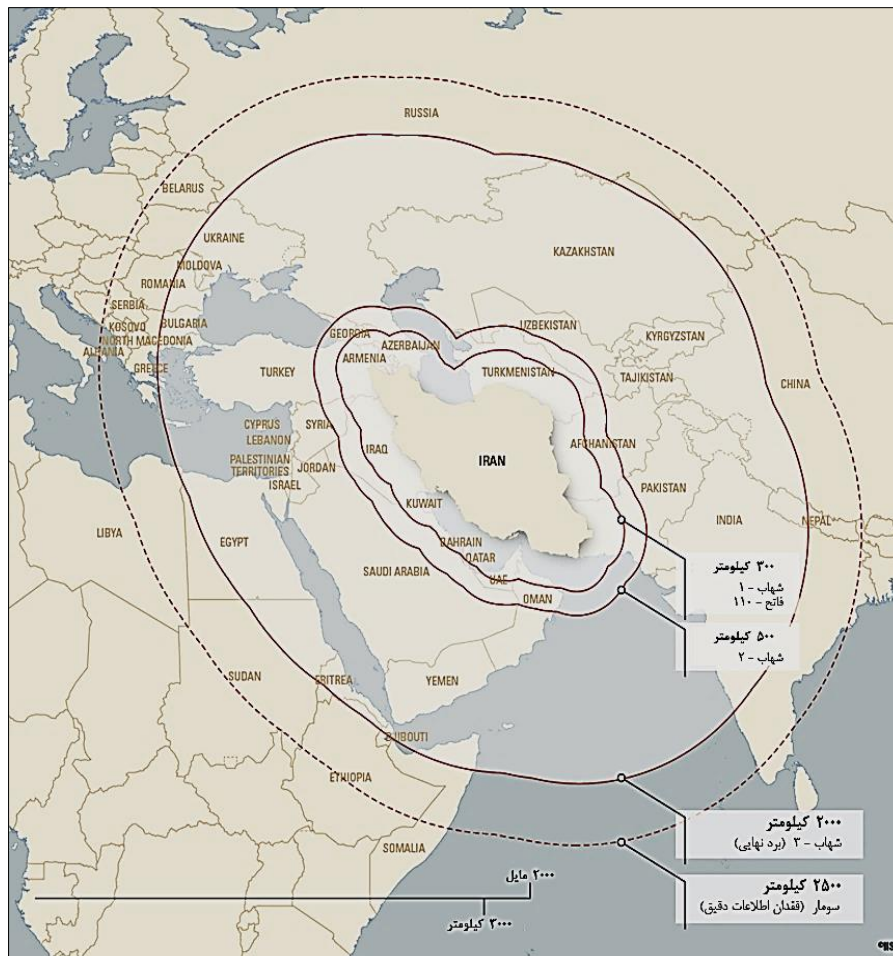 RUSSIA
BELARUS
UKRAINE
KAZAKHSTAN
MOLDOVA
ROMANIA
SERBIA
BULGARIA
KOSOVO
NORTH MACEDONIA
ALBANIA
GREECE
GEORGIA
AZERBAIJAN
ARMENIA
UZBEKISTAN
KYRGYZSTAN
TURKEY
TURKMENISTAN
TAJIKISTAN
CHINA
CYPRUS
LEBANON
SYRIA
PALESTINIAN
TERRITORIES
ISRAEL
JORDAN
IRAQ
IRAN
AFGHANISTAN
PAKISTAN
KUWAIT
LIBYA
EGYPT
BAHRAIN
QATAR
UAE
SAUDI ARABIA
OMAN
INDIA
NEPAL
۳۰۰ کیلومتر
شهاب - ۱
فاتح - ۱۱۰
۵۰۰ کیلومتر
شهاب - ۲
SUDAN
ERITREA
YEMEN
DJIBOUTI
ETHIOPIA
SOMALIA
۲۰۰۰ کیلومتر
شهاب - ۳ (برد نهایی)
۲۵۰۰ کیلومتر
سومار (فقدان اطلاعات دقیق)
۲۰۰۰ مایل
۳۰۰۰ کیلومتر